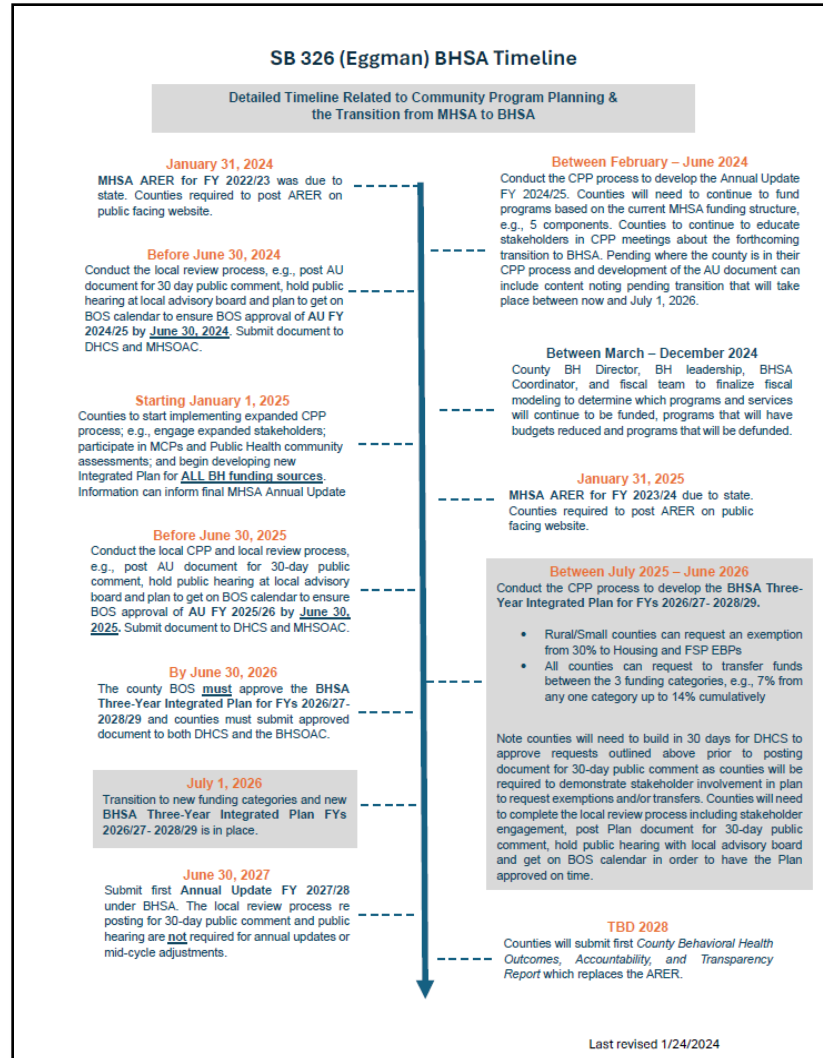 SB 326 (Eggman) BHSA Timeline
Detailed Timeline Related to Community Program Planning &
the Transition from MHSA to BHSA
January 31, 2024
MHSA ARER for FY 2022/23 was due to
state. Counties required to post ARER on
public facing website.
Between February – June 2024
Conduct the CPP process to develop the Annual Update
FY 2024/25. Counties will need to continue to fund
programs based on the current MHSA funding structure,
e.g., 5 components. Counties to continue to educate
stakeholders in CPP meetings about the forthcoming
transition to BHSA. Pending where the county is in their
CPP process and development of the AU document can
include content noting pending transition that will take
place between now and July 1, 2026.
Before June 30, 2024
Conduct the local review process, e.g., post AU
document for 30 day public comment, hold public
hearing at local advisory board and plan to get on
BOS calendar to ensure BOS approval of AU FY
2024/25 by June 30, 2024. Submit document to
DHCS and MHSOAC.
Between March – December 2024
County BH Director, BH leadership, BHSA
Coordinator, and fiscal team to finalize fiscal
modeling to determine which programs and services
will continue to be funded, programs that will have
budgets reduced and programs that will be defunded.
Starting January 1, 2025
Counties to start implementing expanded CPP
process; e.g., engage expanded stakeholders;
participate in MCPs and Public Health community
assessments; and begin developing new
Integrated Plan for ALL BH funding sources.
Information can inform final MHSA Annual Update
January 31, 2025
MHSA ARER for FY 2023/24 due to state.
Counties required to post ARER on public
facing website.
Before June 30, 2025
Conduct the local CPP and local review process,
e.g., post AU document for 30-day public
comment, hold public hearing at local advisory
board and plan to get on BOS calendar to ensure
BOS approval of AU FY 2025/26 by June 30,
2025. Submit document to DHCS and MHSOAC.
Between July 2025 – June 2026
Conduct the CPP process to develop the BHSA Three-
Year Integrated Plan for FYs 2026/27- 2028/29.
• Rural/Small counties can request an exemption
from 30% to Housing and FSP EBPs
• All counties can request to transfer funds
between the 3 funding categories, e.g., 7% from
any one category up to 14% cumulatively
Note counties will need to build in 30 days for DHCS to
approve requests outlined above prior to posting
document for 30-day public comment as counties will be
required to demonstrate stakeholder involvement in plan
to request exemptions and/or transfers. Counties will need
to complete the local review process including stakeholder
engagement, post Plan document for 30-day public
comment, hold public hearing with local advisory board
and get on BOS calendar in order to have the Plan
approved on time.
By June 30, 2026
The county BOS must approve the BHSA
Three-Year Integrated Plan for FYs 2026/27-
2028/29 and counties must submit approved
document to both DHCS and the BHSOAC.
July 1, 2026
Transition to new funding categories and new
BHSA Three-Year Integrated Plan FYs
2026/27- 2028/29 is in place.
June 30, 2027
Submit first Annual Update FY 2027/28
under BHSA. The local review process re
posting for 30-day public comment and public
hearing are not required for annual updates or
mid-cycle adjustments.
TBD 2028
Counties will submit first County Behavioral Health
Outcomes, Accountability, and Transparency
Report which replaces the ARER.
Last revised 1/24/2024